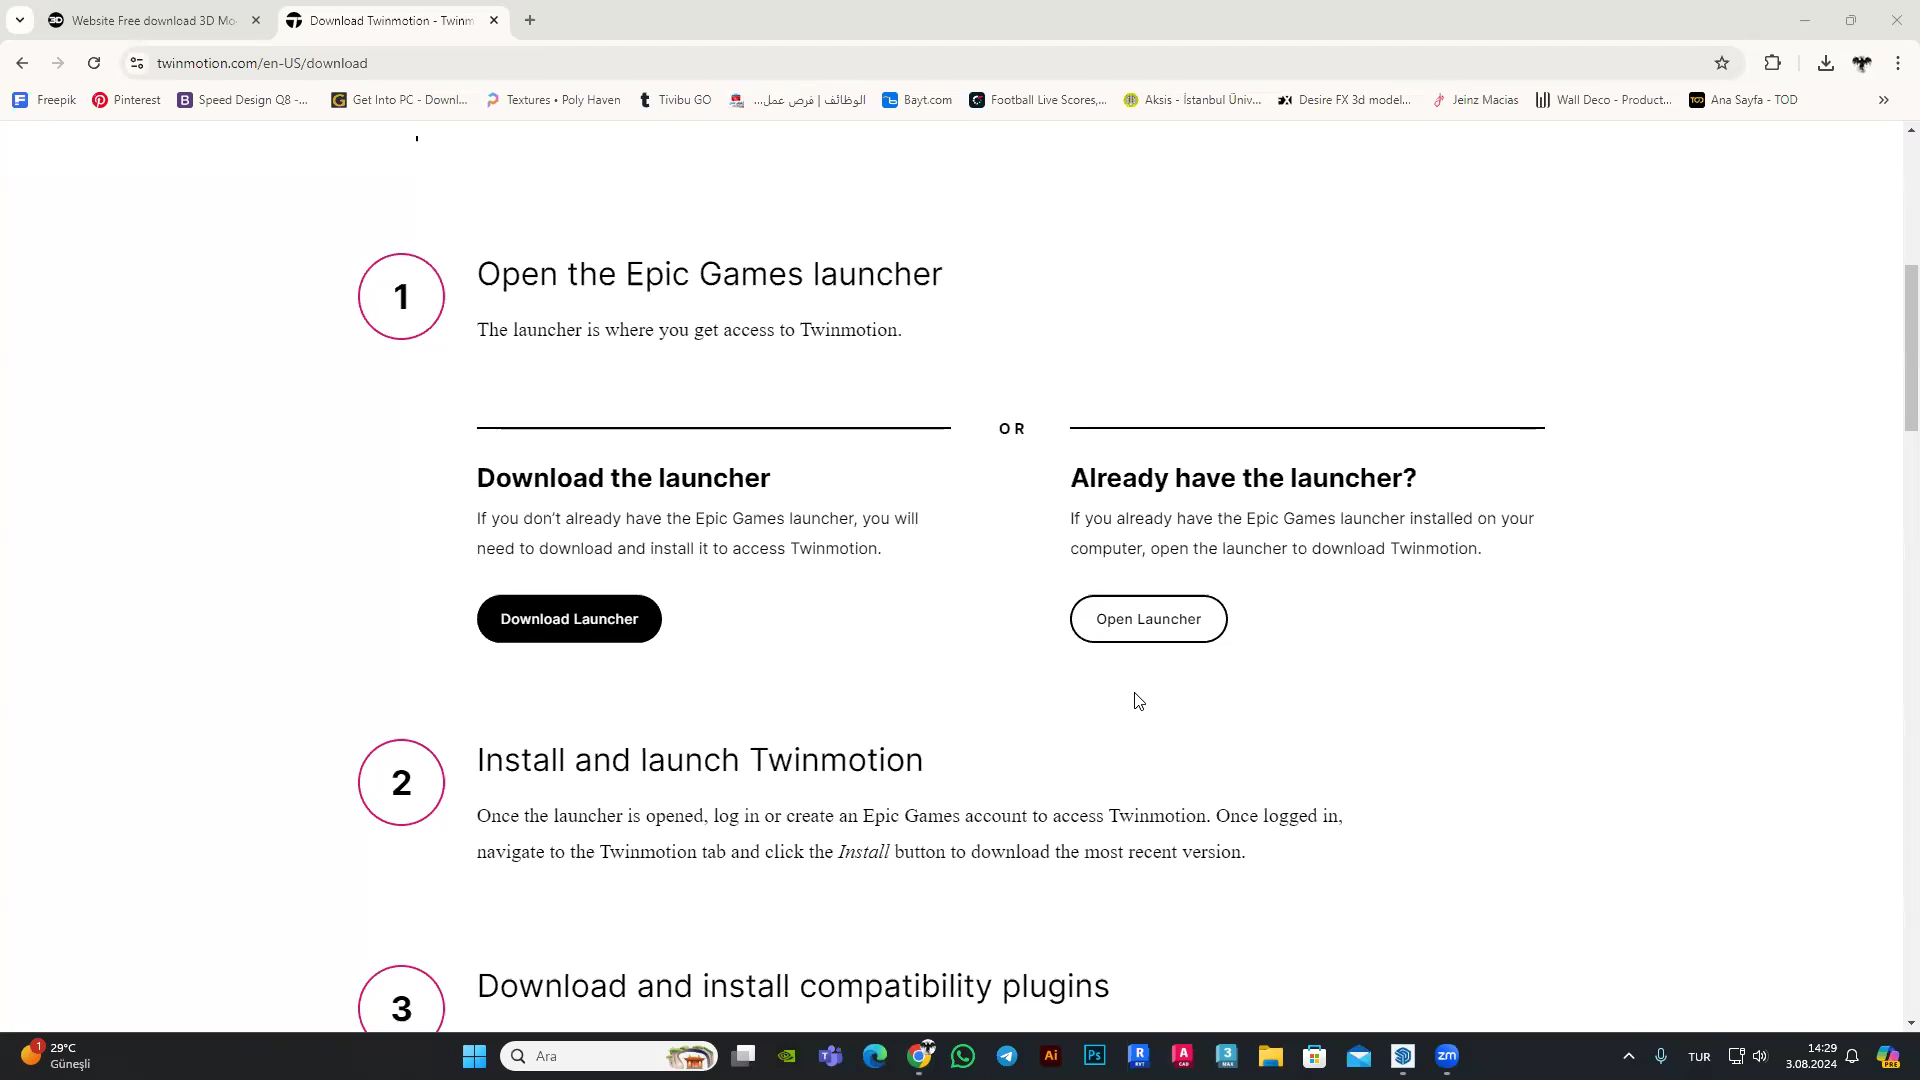 Website Free download 3D Mo
Download Twinmotion - Twinm
twinmotion.com/en-US/download
Freepik
Pinterest
Speed Design Q8 -...
Get Into PC - Downl...
Textures • Poly Haven
Tivibu GO
الوظائف | فرص عمل...
Bayt.com
Football Live Scores,...
Aksis - İstanbul Üniv...
Desire FX 3d model...
Jeinz Macias
Wall Deco - Product...
Ana Sayfa - TOD
1
Open the Epic Games launcher
The launcher is where you get access to Twinmotion.
OR
Download the launcher
If you don’t already have the Epic Games launcher, you will
need to download and install it to access Twinmotion.
Download Launcher
Already have the launcher?
If you already have the Epic Games launcher installed on your
computer, open the launcher to download Twinmotion.
Open Launcher
2
Install and launch Twinmotion
Once the launcher is opened, log in or create an Epic Games account to access Twinmotion. Once logged in,
navigate to the Twinmotion tab and click the Install button to download the most recent version.
3
Download and install compatibility plugins
1
29°C
Güneşli
Ara
TUR
14:29
3.08.2024